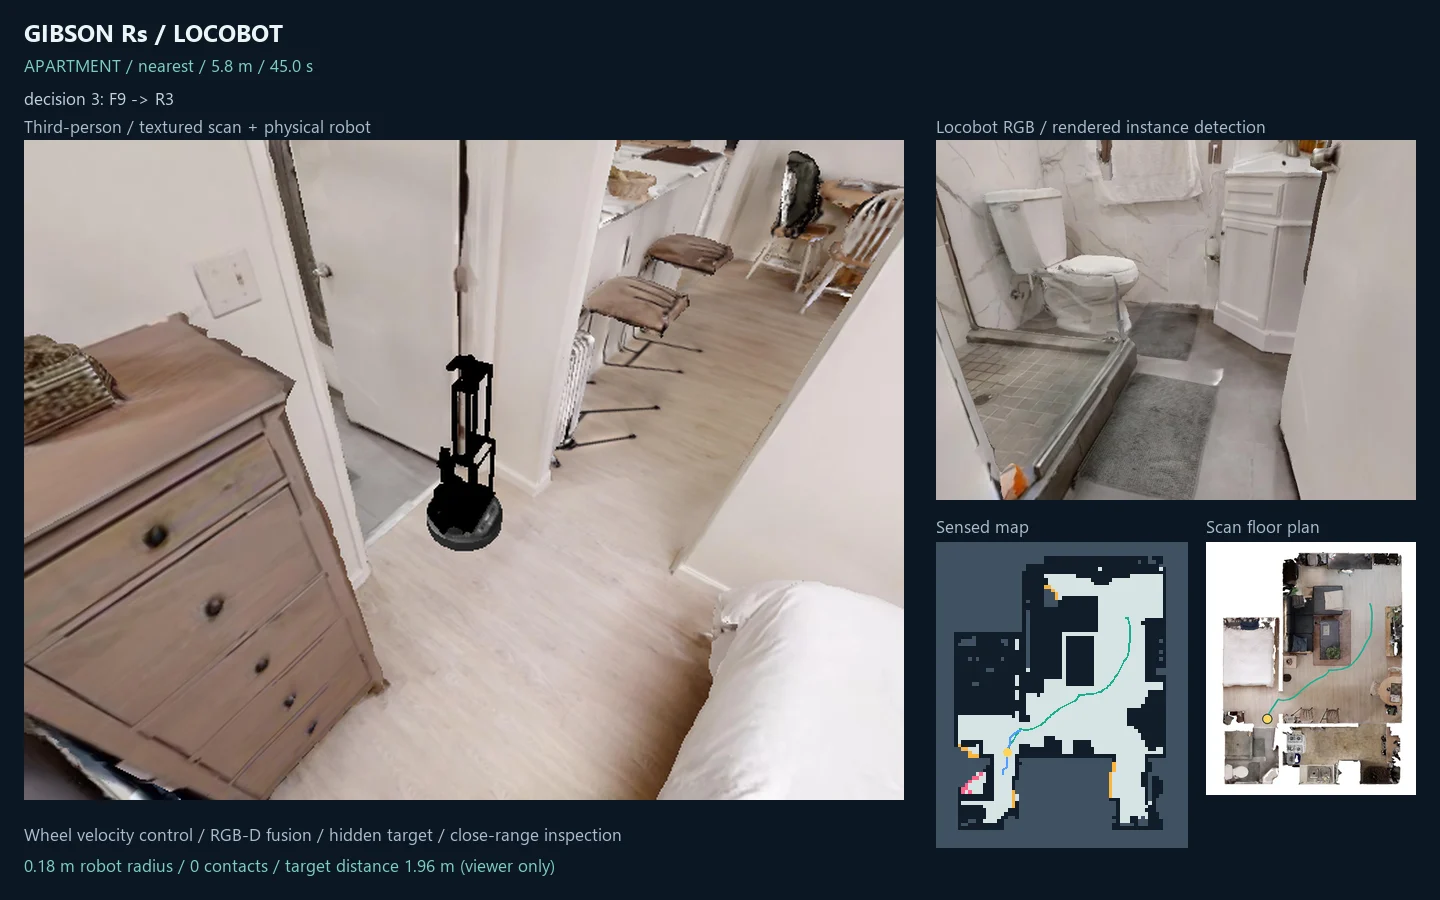 GIBSON Rs / LOCOBOT
APARTMENT / nearest / 5.8 m / 45.0 s
decision 3: F9 -> R3
Third-person / textured scan + physical robot
Locobot RGB / rendered instance detection
Sensed map
Scan floor plan
Wheel velocity control / RGB-D fusion / hidden target / close-range inspection
0.18 m robot radius / 0 contacts / target distance 1.96 m (viewer only)